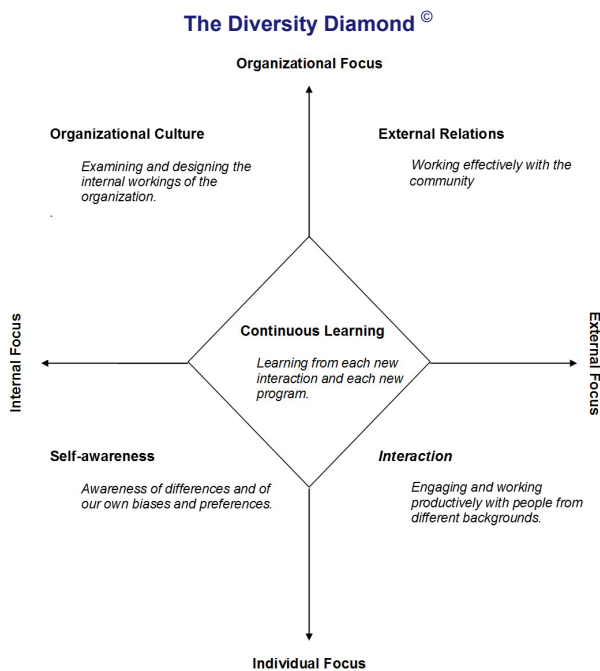 The Diversity Diamond ©
Organizational Focus
Organizational Culture
Examining and designing the
internal workings of the
organization.
.
External Relations
Working effectively with the
community
Internal Focus
Continuous Learning
Learning from each new
interaction and each new
program.
External Focus
Self-awareness
Awareness of differences and of
our own biases and preferences.
Interaction
Engaging and working
productively with people from
different backgrounds.
Individual Focus